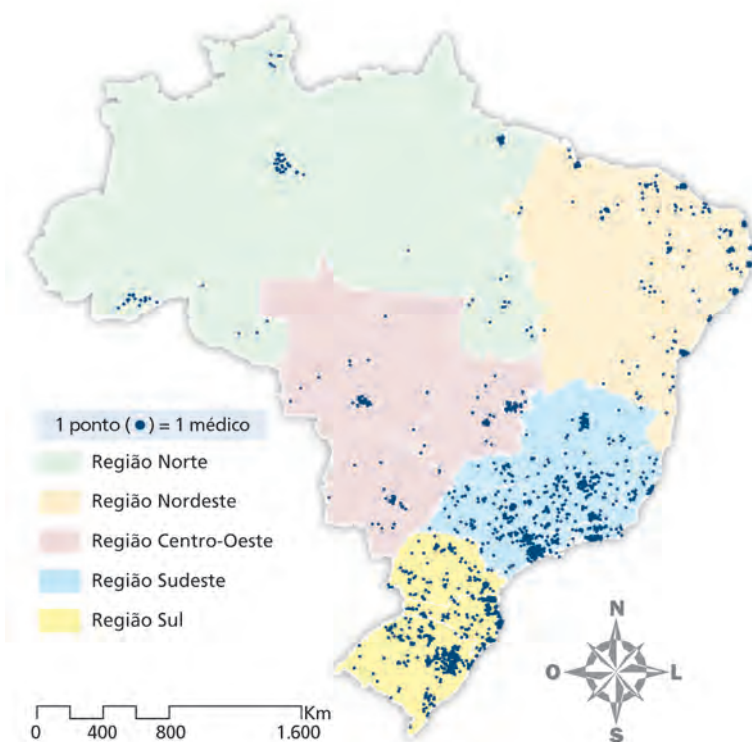 1 ponto (●) = 1 médico
Região Norte
Região Nordeste
Região Centro-Oeste
Região Sudeste
Região Sul
N
O L
S
Km
0 400 800 1.600